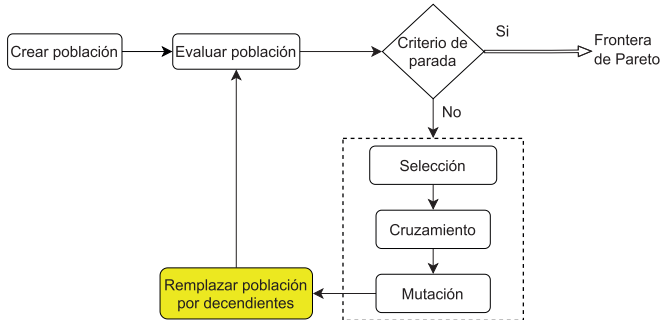 Crear población
Evaluar población
Criterio de
parada
Si
Frontera
de Pareto
No
Selección
Cruzamiento
Mutación
Remplazar población
por decendientes